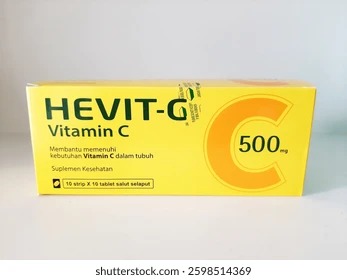 HEVIT-G
Vitamin C
Membantu memenuhi
kebutuhan Vitamin C dalam tubuh
Suplemen Kesehatan
10 strip X 10 tablet salut selaput
C
500mg
shutterstock.com · 2598514369